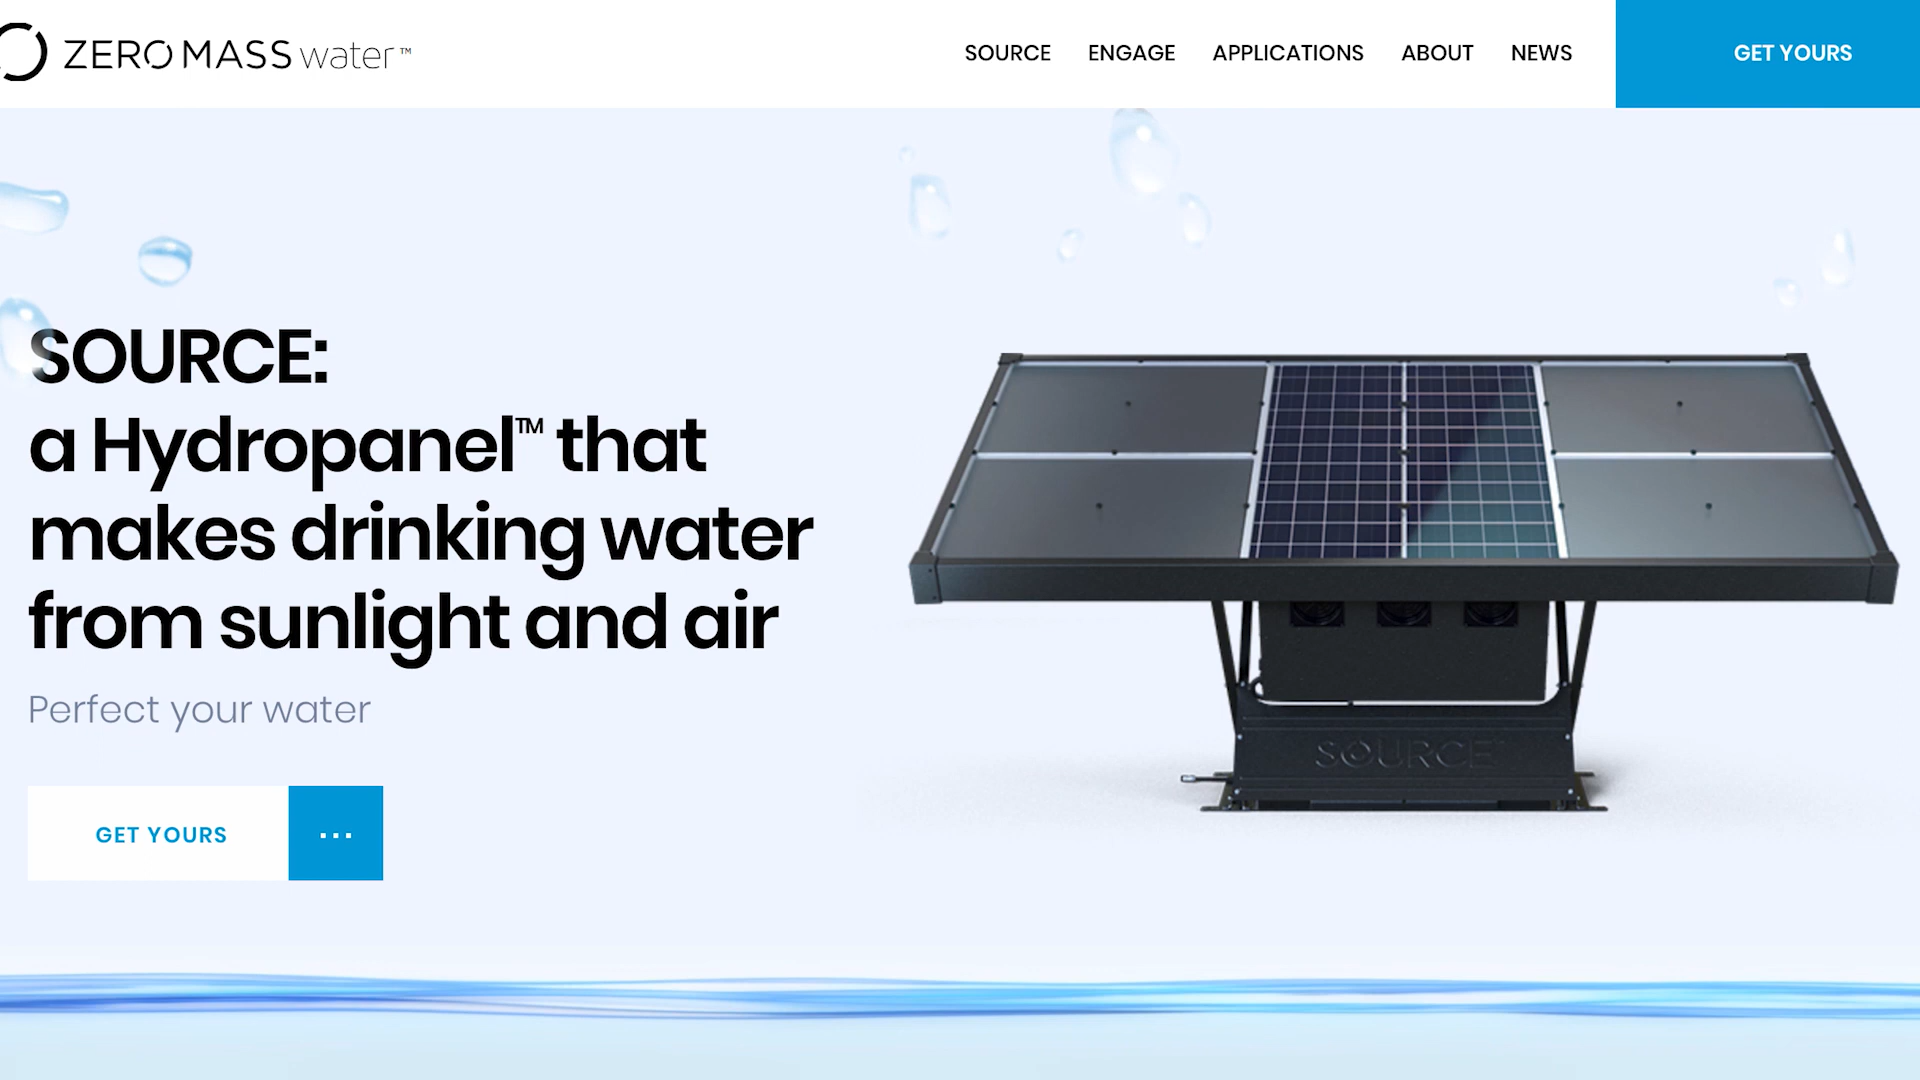 ZERO MASS water™
SOURCE
ENGAGE
APPLICATIONS
ABOUT
NEWS
GET YOURS
SOURCE:
a Hydropanel™ that
makes drinking water
from sunlight and air
Perfect your water
GET YOURS
...
SOURCE